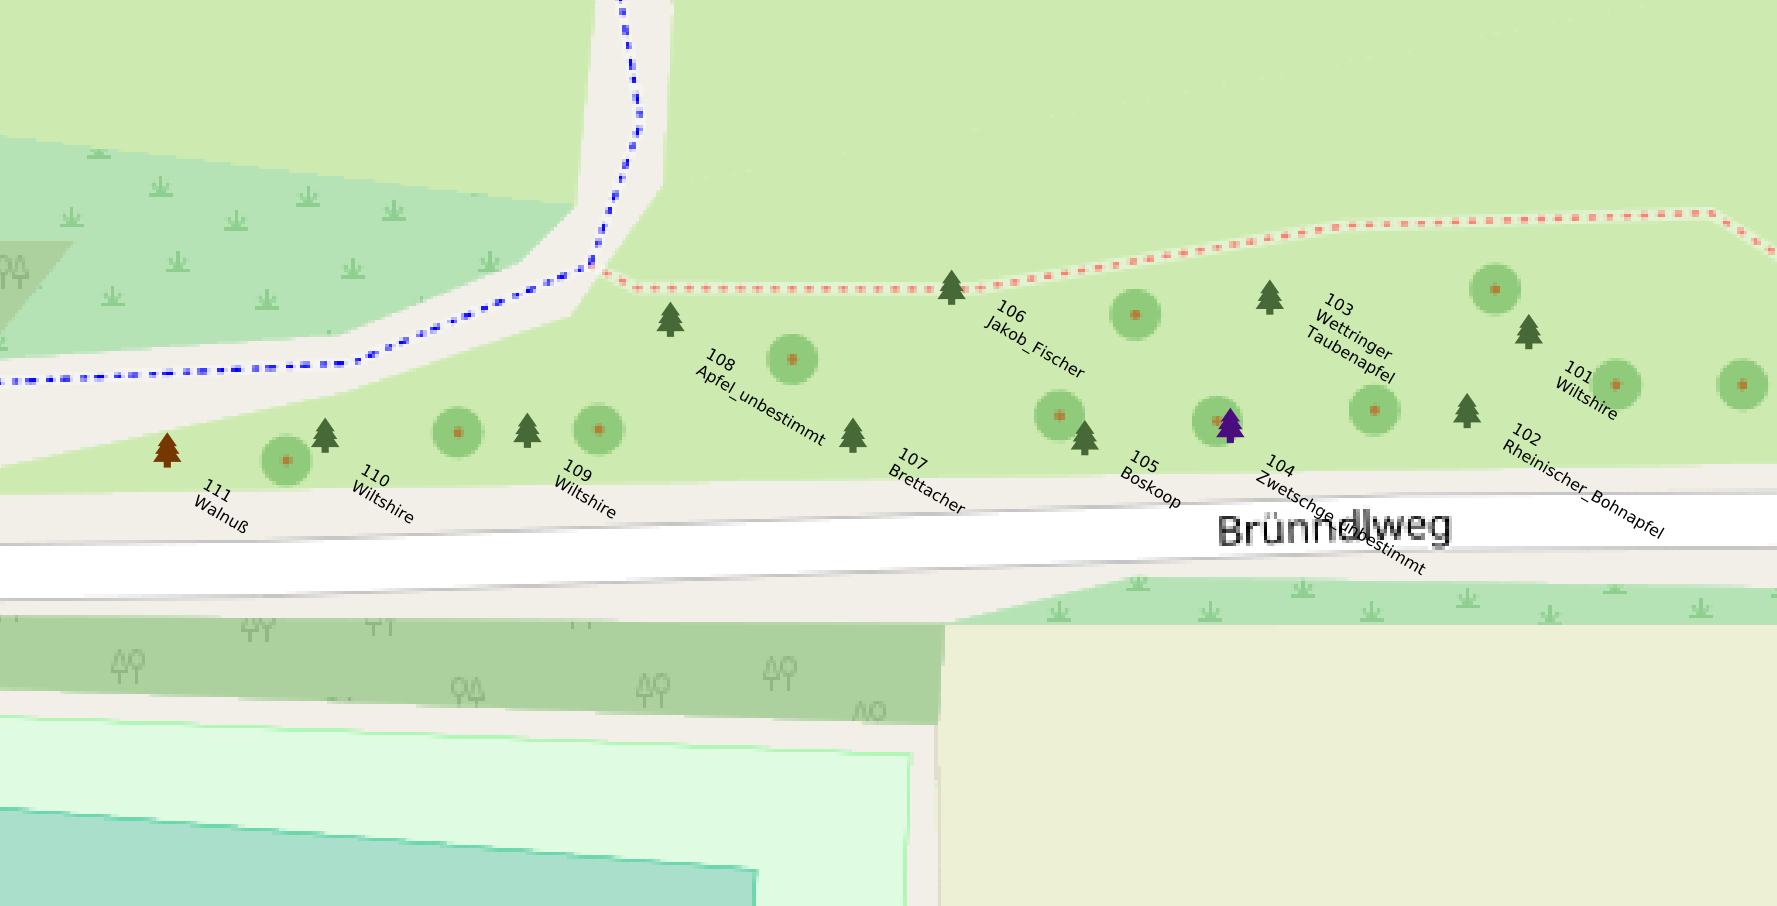 103
Wettringer
Taubenapfel
106
Jakob_Fischer
108
Apfel_unbestimmt
101
Wiltshire
102
Rheinischer_Bohnapfel
107
Brettacher
105
Boskoop
104
Zwetschge_unbestimmt
109
Wiltshire
110
Wiltshire
111
Walnuß
Brünndlweg